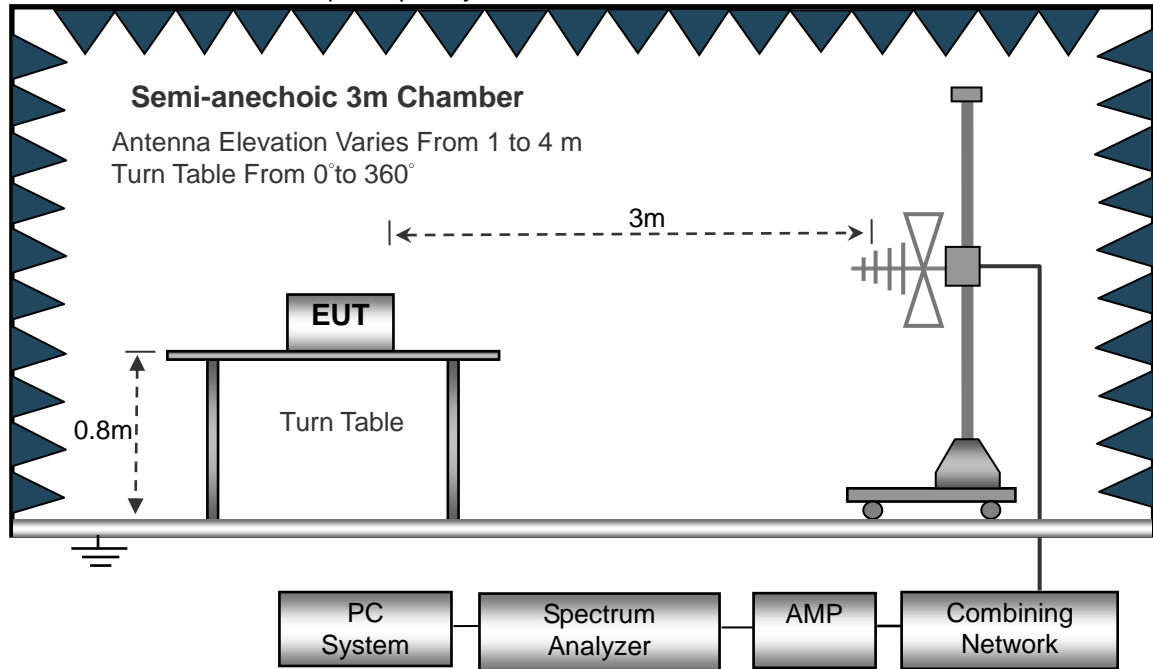 Semi-anechoic 3m Chamber
Antenna Elevation Varies From 1 to 4 m
Turn Table From 0°to 360°
3m
EUT
0.8m
Turn Table
PC
System
Spectrum
Analyzer
AMP
Combining
Network